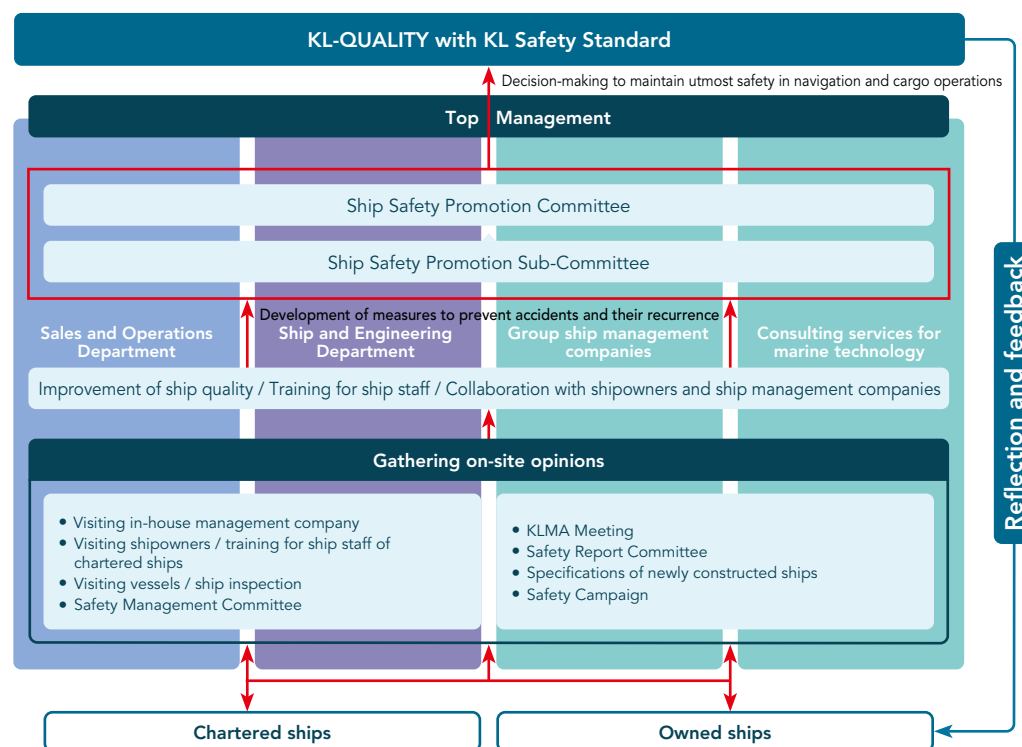 KL-QUALITY with KL Safety Standard
Decision-making to maintain utmost safety in navigation and cargo operations
Top Management
Ship Safety Promotion Committee
Ship Safety Promotion Sub-Committee
Development of measures to prevent accidents and their recurrence
Sales and Operations
Department
Ship and Engineering
Department
Group ship management
companies
Consulting services for
marine technology
Improvement of ship quality / Training for ship staff / Collaboration with shipowners and ship management companies
Gathering on-site opinions
• Visiting in-house management company
• Visiting shipowners / training for ship staff of
chartered ships
• Visiting vessels / ship inspection
• Safety Management Committee
• KLMA Meeting
• Safety Report Committee
• Specifications of newly constructed ships
• Safety Campaign
Chartered ships
Owned ships
Reflection and feedback